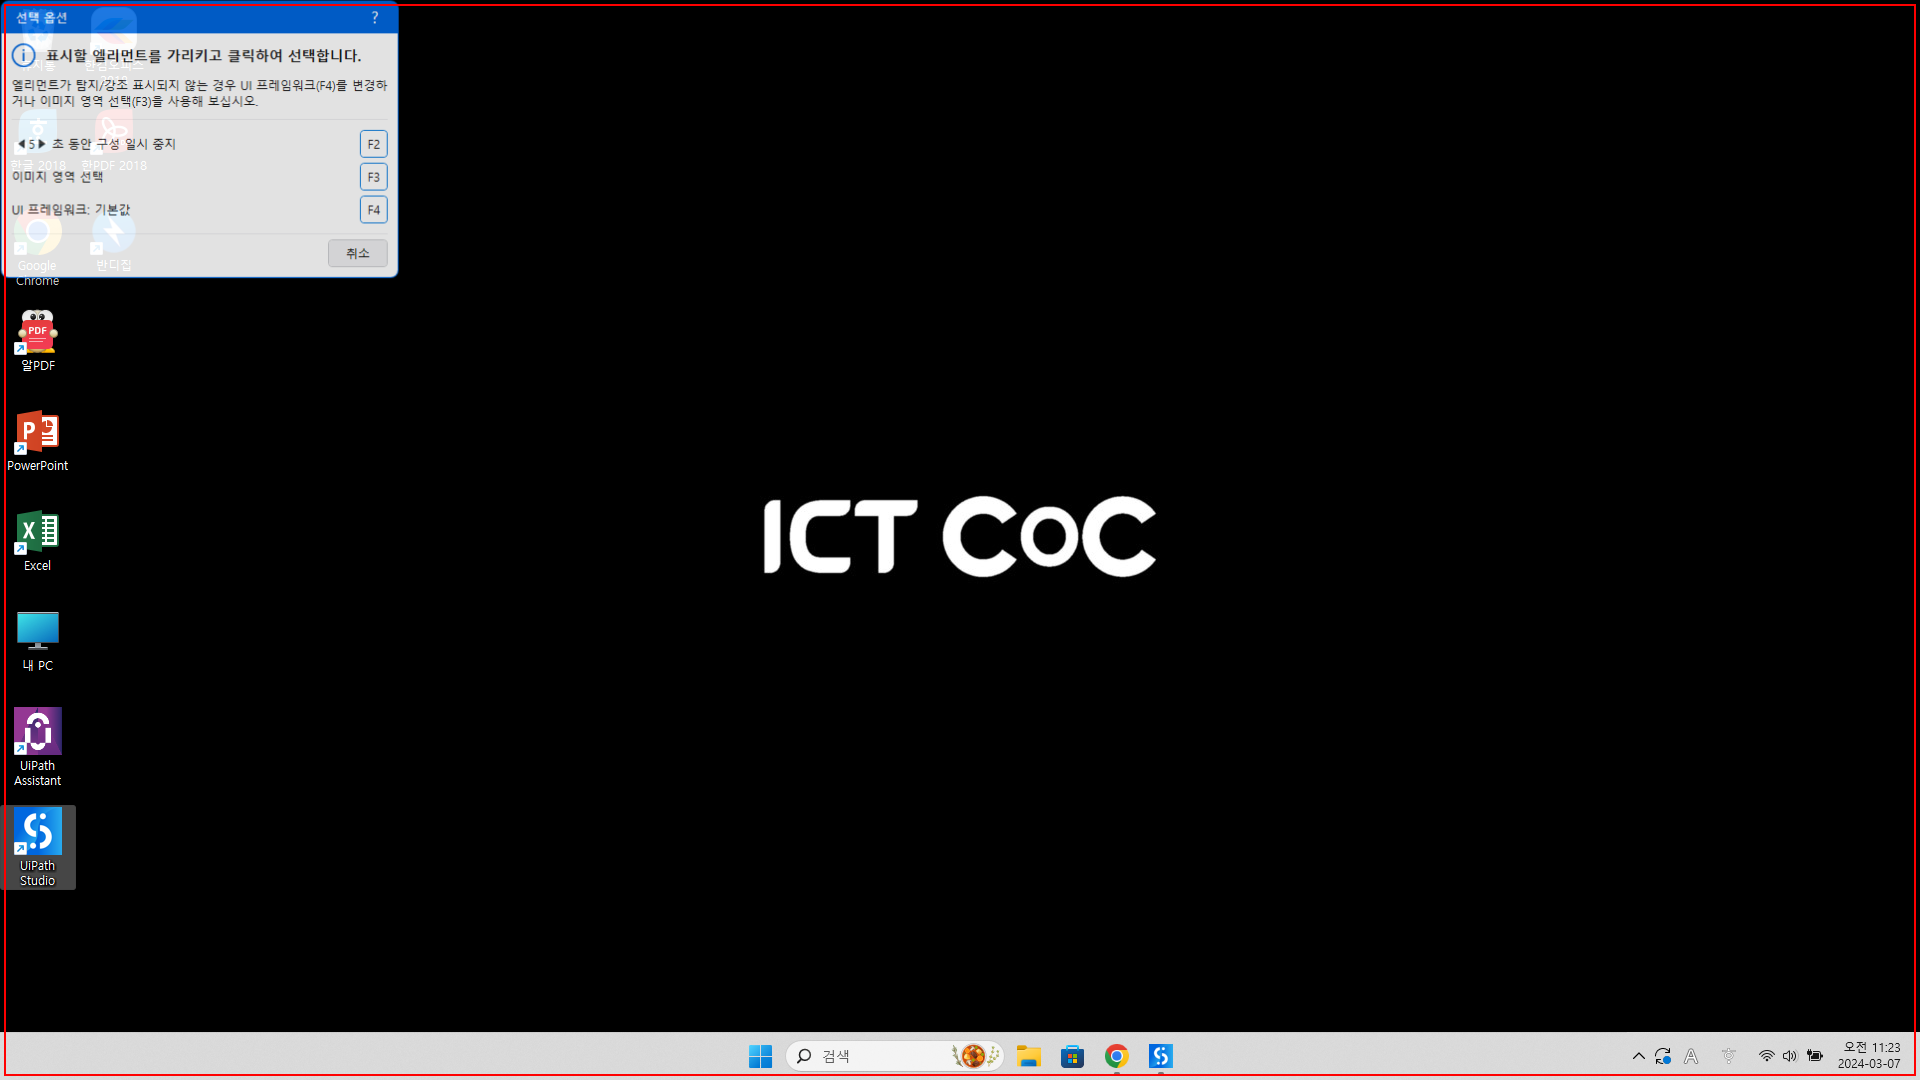 선택 옵션
?
표시할 엘리먼트를 가리키고 클릭하여 선택합니다.
엘리먼트가 탐지/강조 표시되지 않는 경우 UI 프레임워크(F4)를 변경하
거나 이미지 영역 선택(F3)을 사용해 보십시오.
5 초 동안 구성 일시 중지
F2
한글 2018
한PDF 2018
이미지 영역 선택
F3
UI 프레임워크: 기본값
F4
취소
Google
Chrome
반디집
PDF
알PDF
PowerPoint
Excel
내 PC
UiPath
Assistant
UiPath
Studio
ICT CoC
검색
A
오전 11:23
2024-03-07